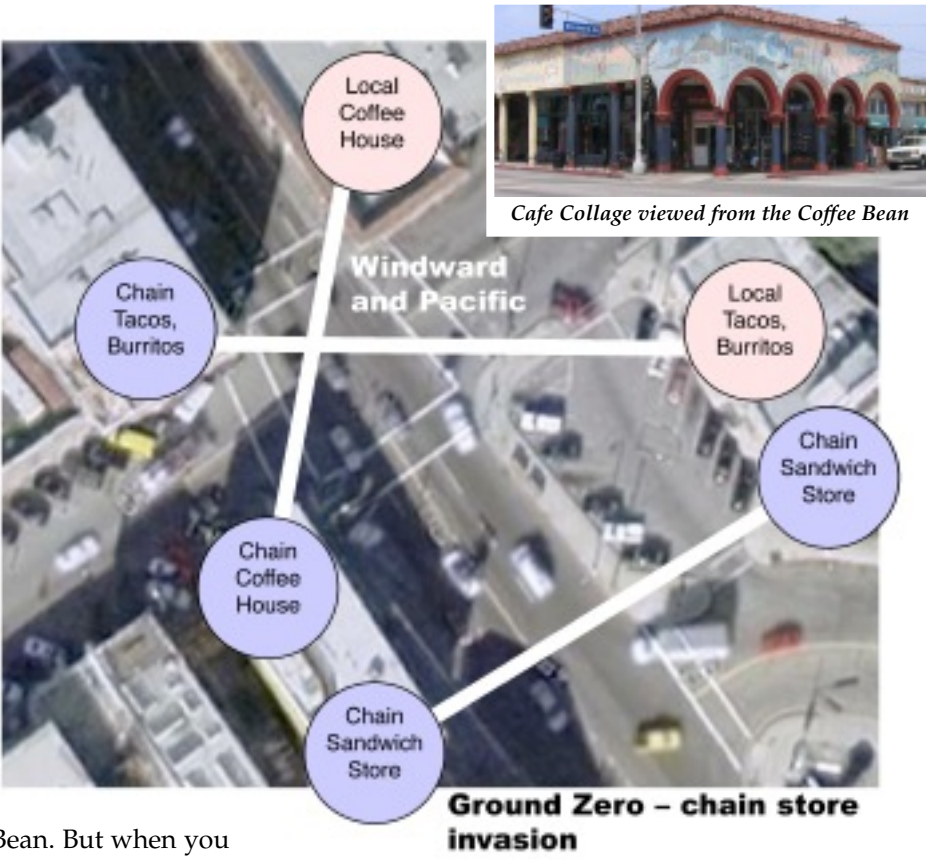 Cafe Collage viewed from the Coffee Bean
Local
Coffee
House
Windward
and Pacific
Chain
Tacos,
Burritos
Local
Tacos,
Burritos
Chain
Sandwich
Store
Chain
Coffee
House
Chain
Sandwich
Store
Ground Zero – chain store
invasion
Bean. But when you